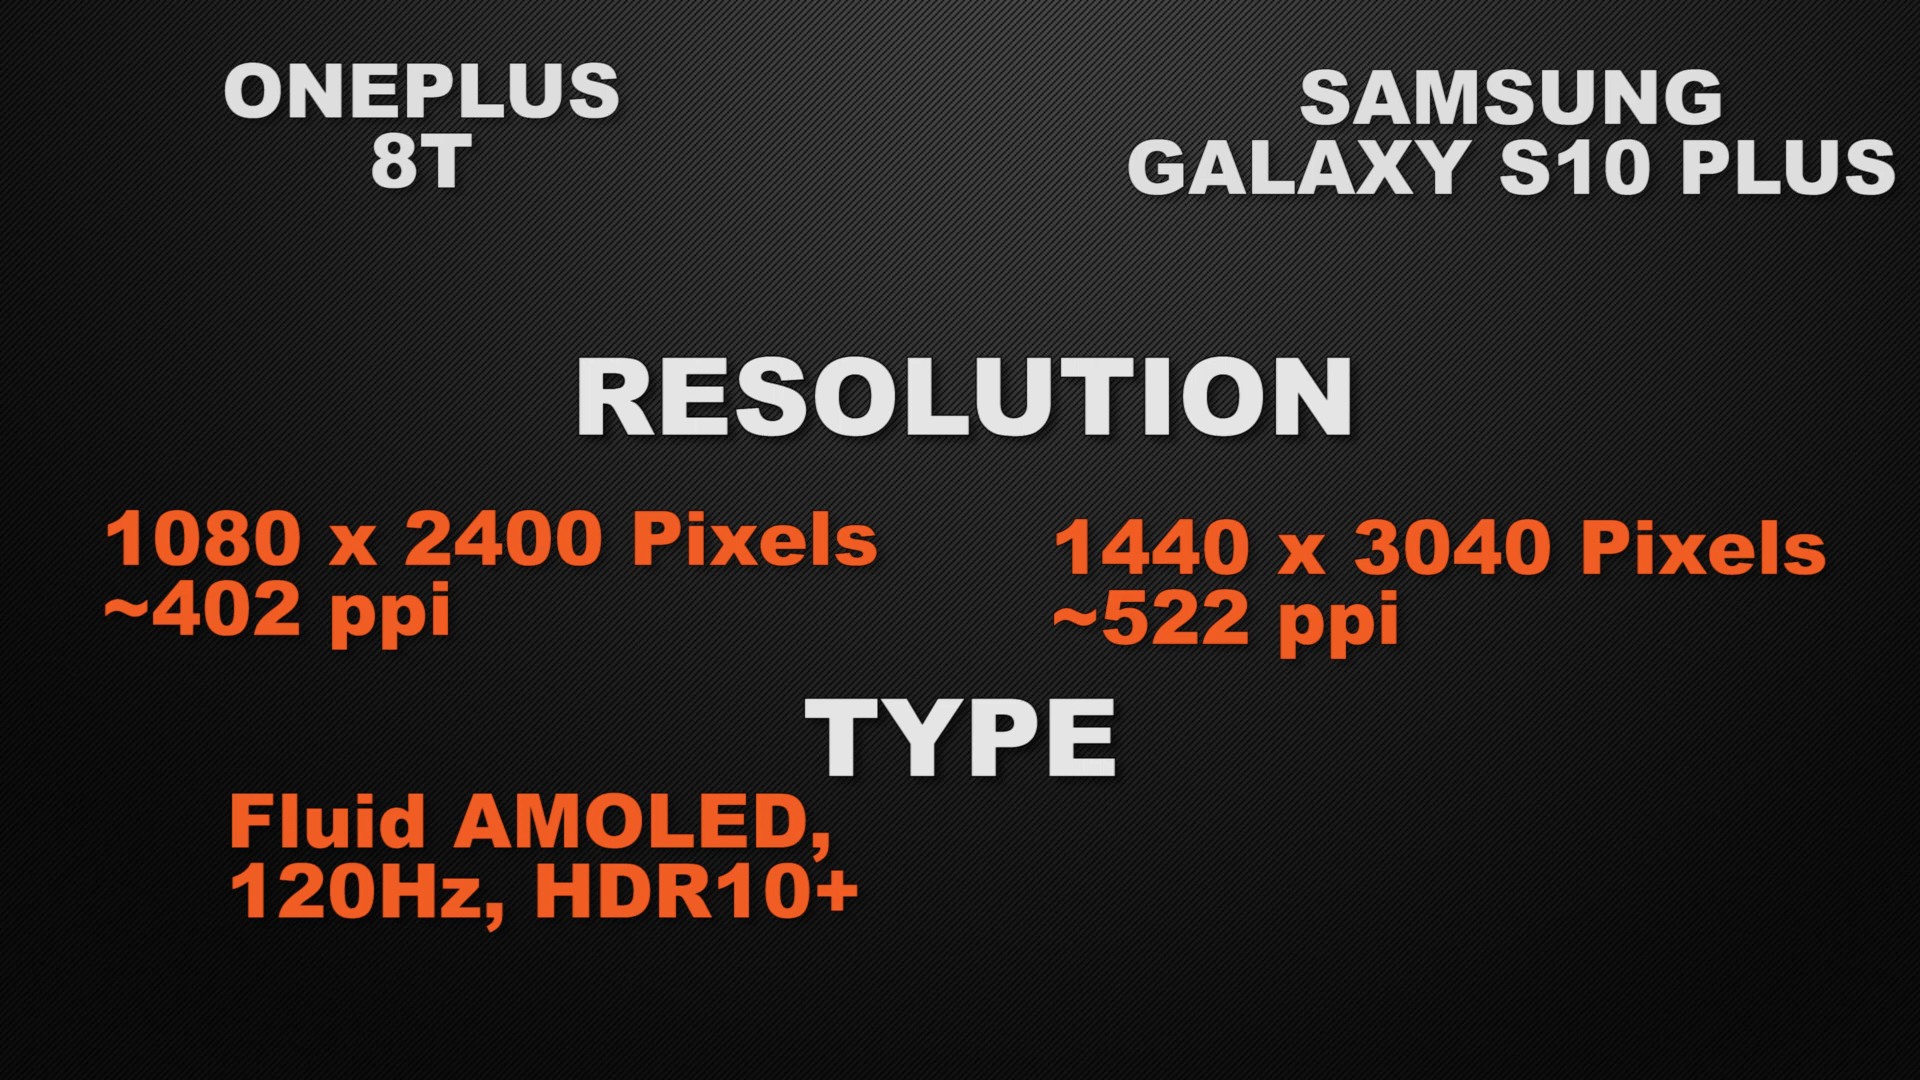 ONEPLUS
8T
SAMSUNG
GALAXY S10 PLUS
RESOLUTION
1080 x 2400 Pixels
~402 ppi
1440 x 3040 Pixels
~522 ppi
TYPE
Fluid AMOLED,
120Hz, HDR10+